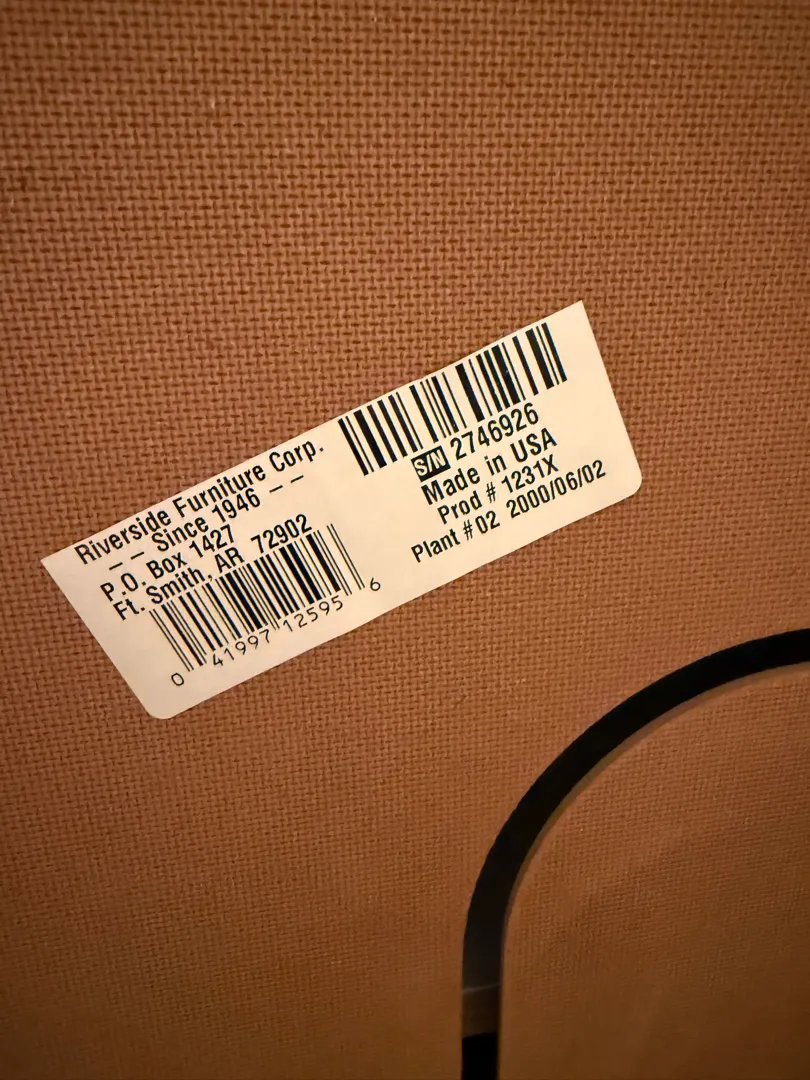 Riverside Furniture Corp.
– – Since 1946 – –
P.O. Box 1427
Ft. Smith, AR 72902
0 41997 12595 6
S/N 2746926
Made in USA
Prod # 1231X
Plant #02 2000/06/02